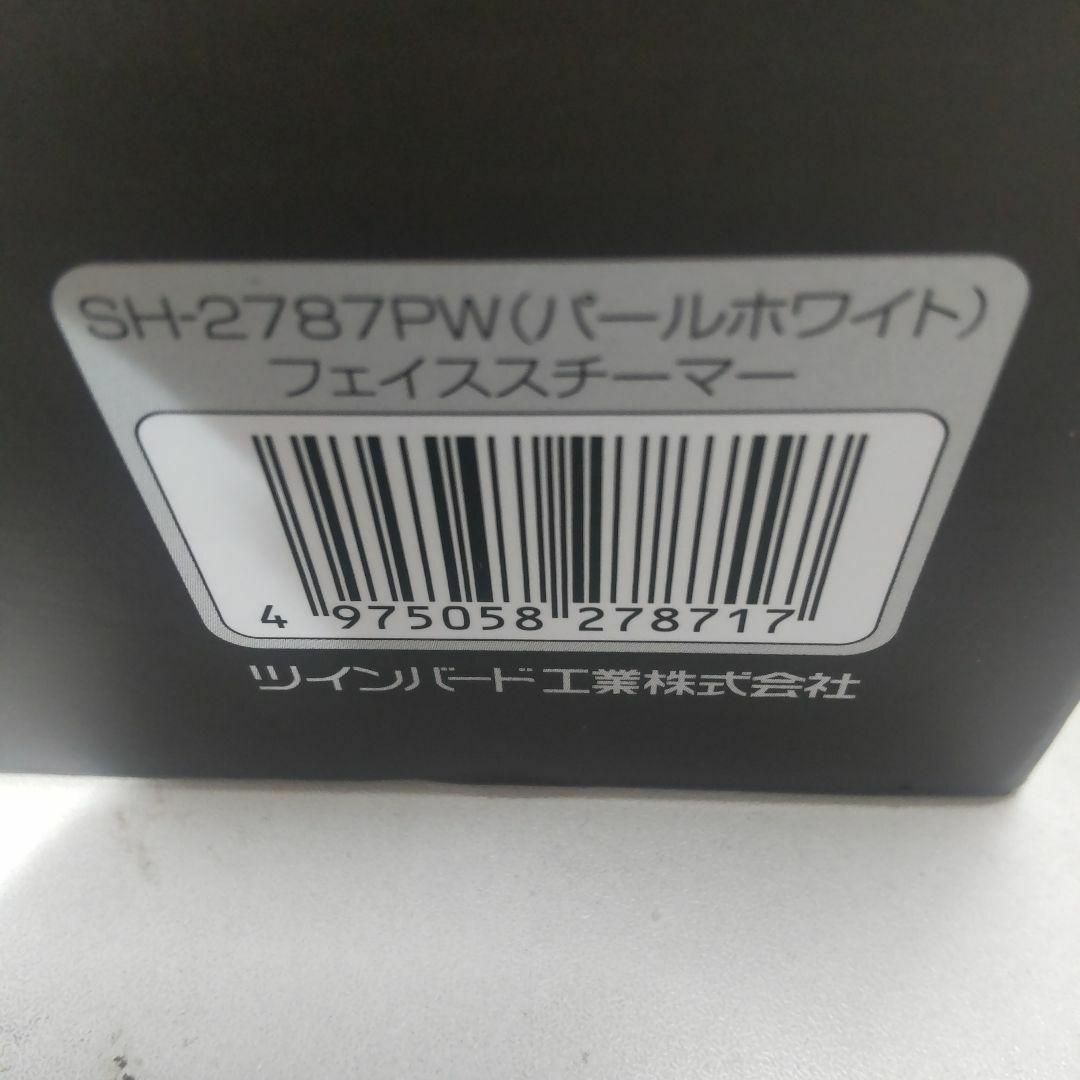 SH-2787PW(パールホワイト)
フェイススチーマー
4 975058 278717
ツインバード工業株式会社